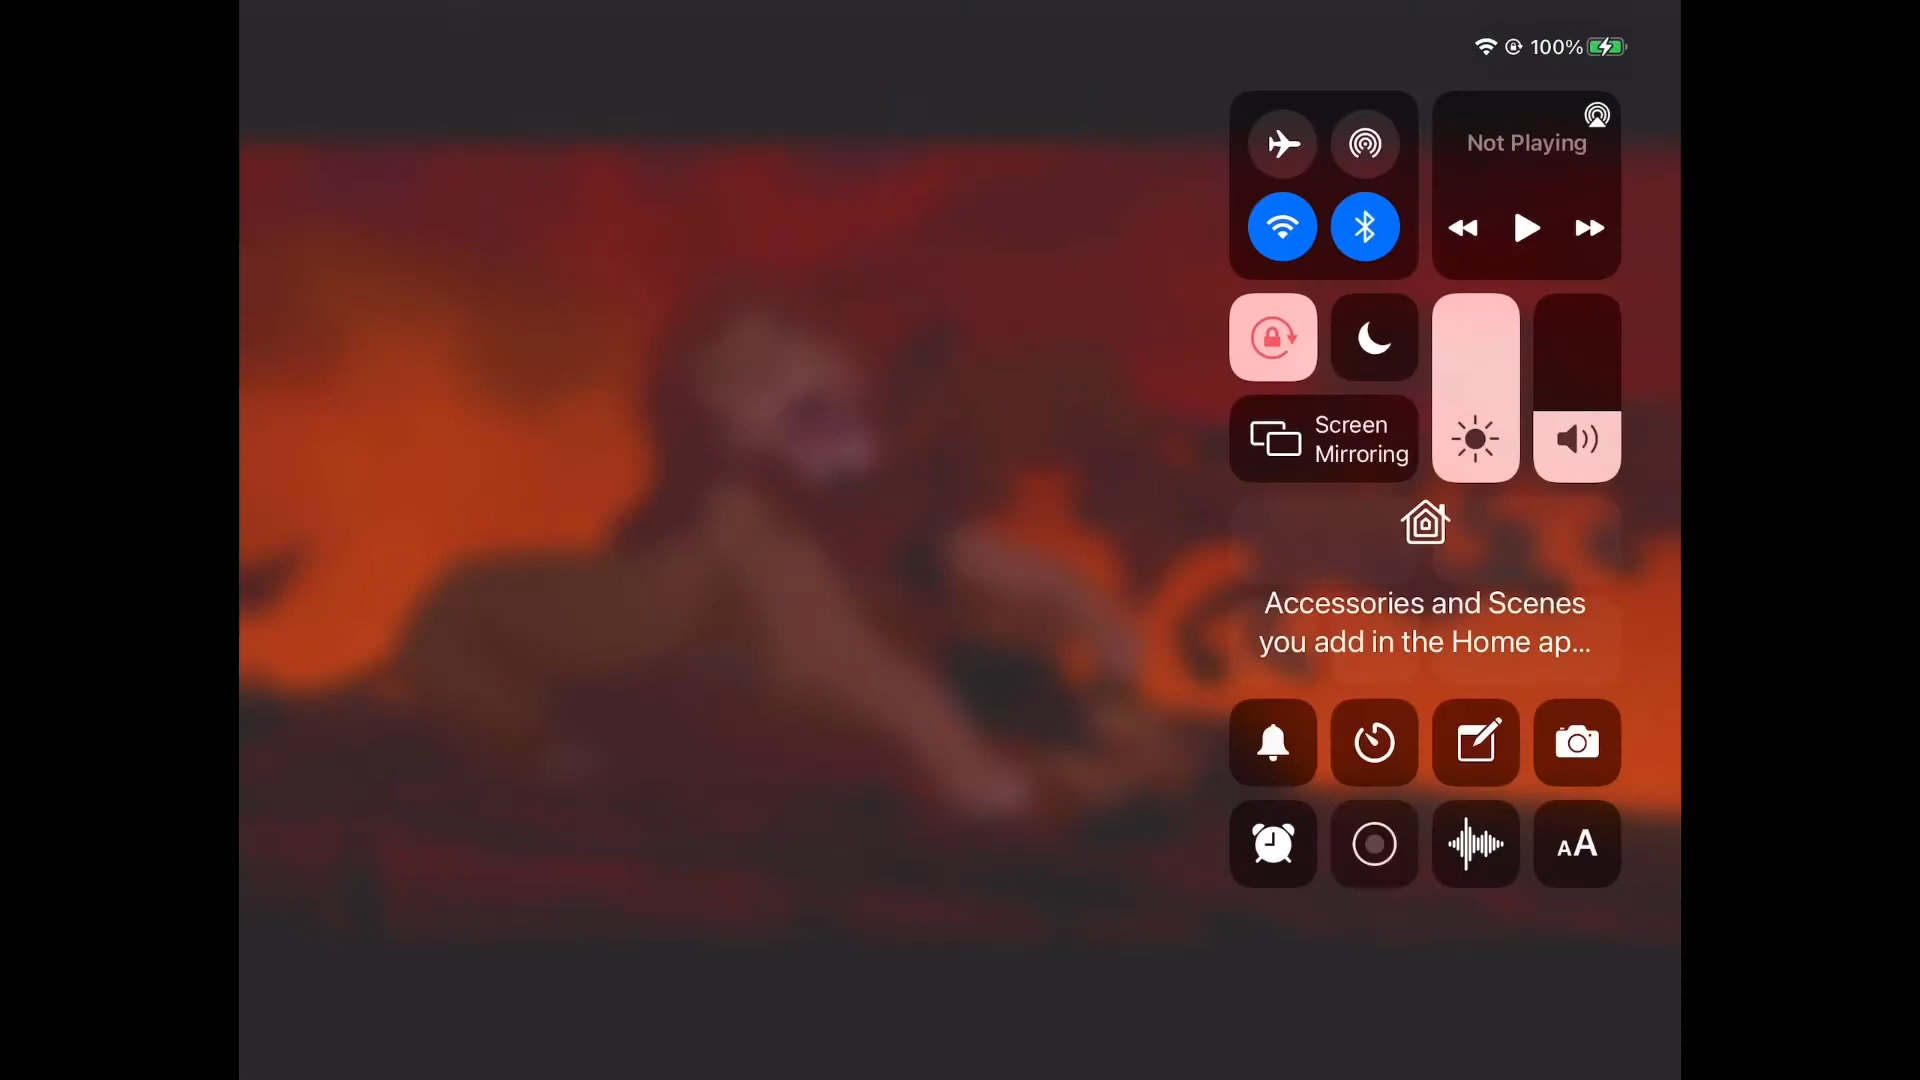 100%
Not Playing
Screen
Mirroring
Accessories and Scenes
you add in the Home ap...
AA